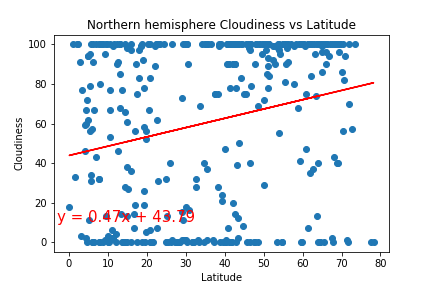 Northern hemisphere Cloudiness vs Latitude
100
80
60
40
20
0
Cloudiness
y = 0.47x + 43.79
0 10 20 30 40 50 60 70 80
Latitude